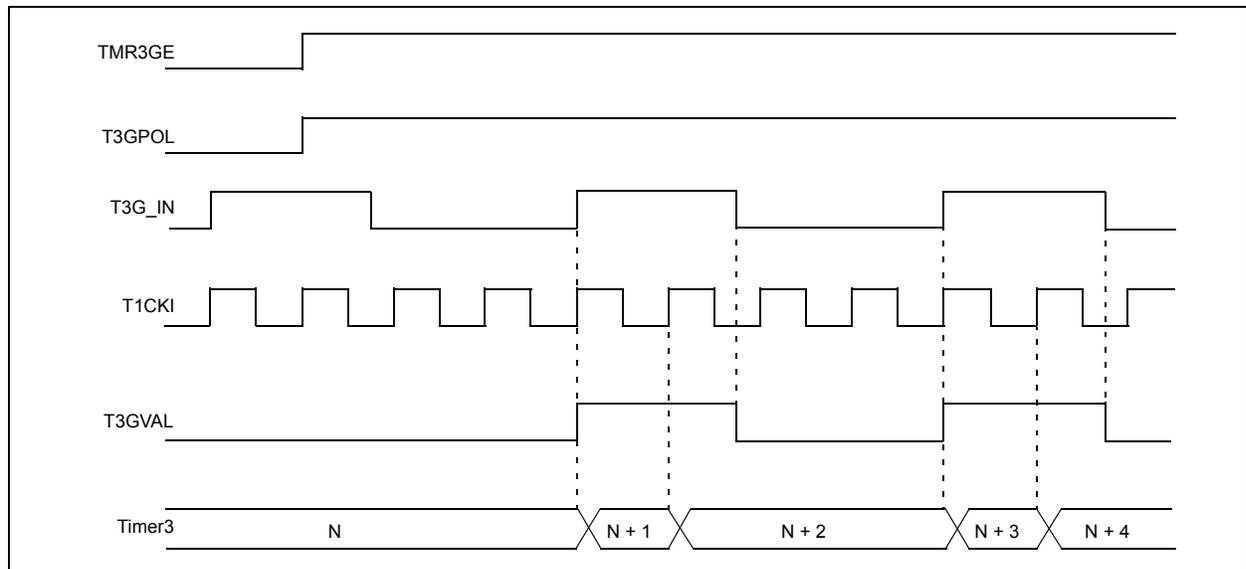 TMR3GE
T3GPOL
T3G_IN
T1CKI
T3GVAL
Timer3 N N + 1 N + 2 N + 3 N + 4